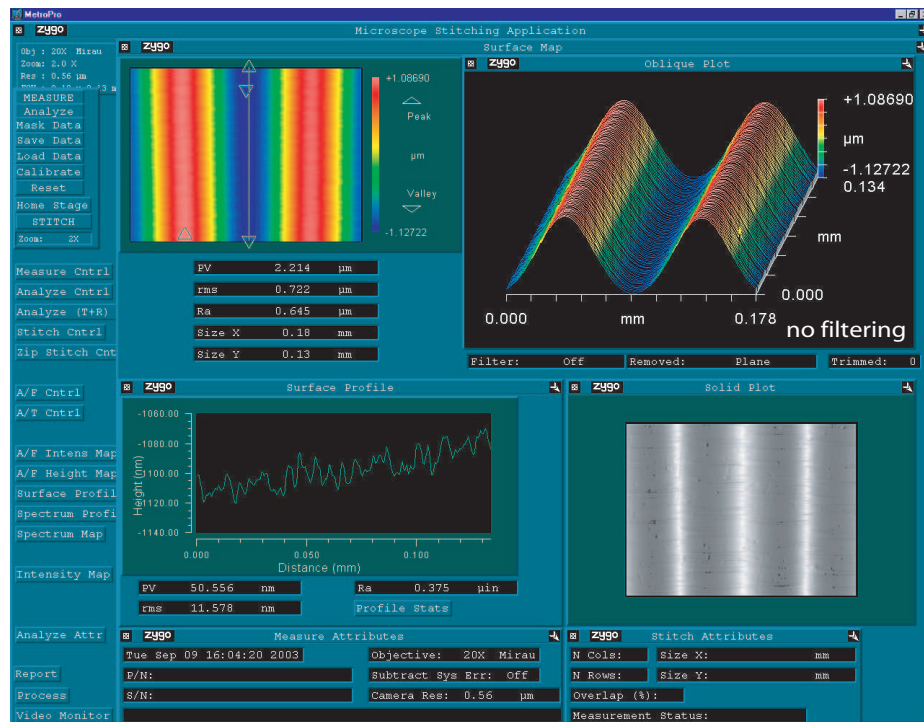 MetroPro
zygo Microscope Stitching Application
Obj : 20X Mirau
Zoom: 2.0 X
Res : 0.56 µm
MEASURE
Analyze
Mask Data
Save Data
Load Data
Calibrate
Reset
Home Stage
STITCH
Zoom: 2X
Measure Cntrl
Analyze Cntrl
Analyze (T+R)
Stitch Cntrl
Zip Stitch Cnt
A/F Cntrl
A/T Cntrl
A/F Intens Map
A/F Height Map
Surface Profil
Spectrum Profi
Spectrum Map
Intensity Map
Analyze Attr
Report
Process
Video Monitor
zygo Surface Map
+1.08690
Peak
µm
Valley
-1.12722
PV 2.214 µm
rms 0.722 µm
Ra 0.645 µm
Size X 0.18 mm
Size Y 0.13 mm
zygo Oblique Plot
+1.08690
µm
-1.12722
0.134
mm
0.000
0.000 mm 0.178
no filtering
Filter: Off Removed: Plane Trimmed: 0
zygo Surface Profile
-1060.00
-1080.00
-1100.00
-1120.00
-1140.00
Height (nm)
0.000 0.050 0.100
Distance (mm)
PV 50.556 nm Ra 0.375 µin
rms 11.578 nm Profile Stats
zygo Solid Plot
zygo Measure Attributes
Tue Sep 09 16:04:20 2003 Objective: 20X Mirau
P/N: Subtract Sys Err: Off
S/N: Camera Res: 0.56 µm
zygo Stitch Attributes
N Cols: Size X: mm
N Rows: Size Y: mm
Overlap (%):
Measurement Status: